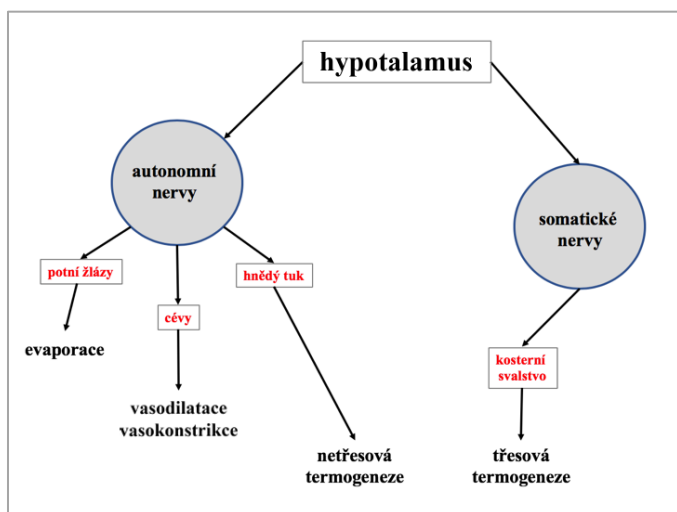 hypotalamus
autonomní
nervy
somatické
nervy
potní žlázy
hnědý tuk
cévy
evaporace
kosterní
svalstvo
vasodilatace
vasokonstrikce
netřesová
termogeneze
třesová
termogeneze